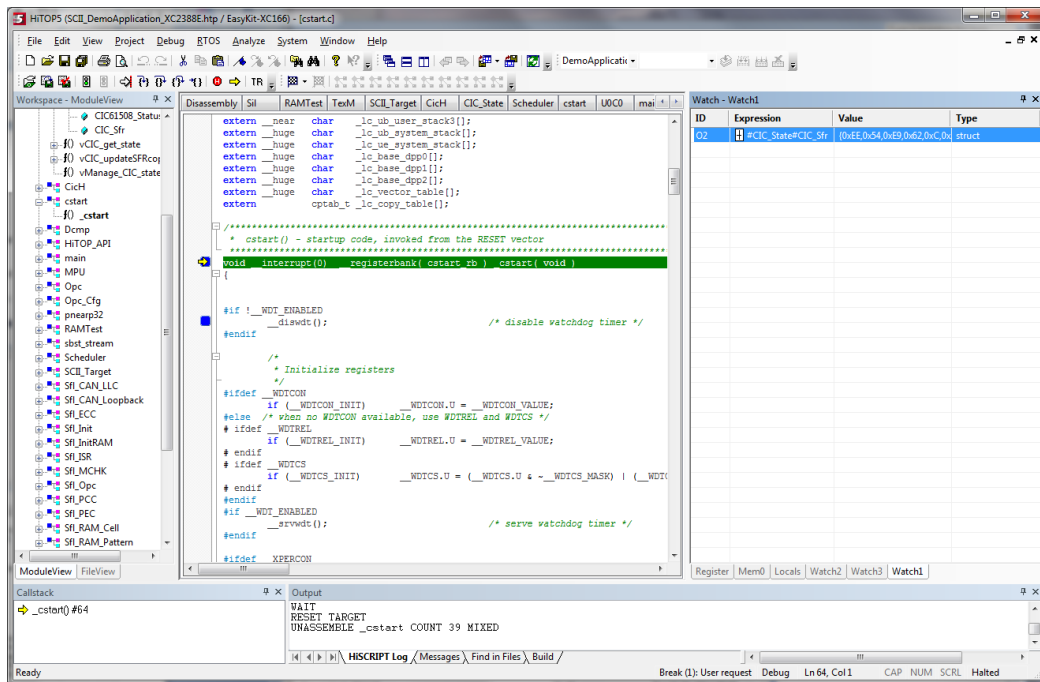 HiTOP5 (SCII_DemoApplication_XC2388E.htp / EasyKit-XC166) - [cstart.c]
File Edit View Project Debug RTOS Analyze System Window Help
DemoApplicatic
TR
Workspace - ModuleView
CIC61508_Status
CIC_Sfr
f() vCIC_get_state
f() vCIC_updateSFRcop
f() vManage_CIC_state
CicH
cstart
f() _cstart
Dcmp
HiTOP_API
main
MPU
Opc
Opc_Cfg
pnearp32
RAMTest
sbst_stream
Scheduler
SCII_Target
Sfl_CAN_LLC
Sfl_CAN_Loopback
Sfl_ECC
Sfl_Init
Sfl_InitRAM
Sfl_ISR
Sfl_MCHK
Sfl_Opc
Sfl_PCC
Sfl_PEC
Sfl_RAM_Cell
Sfl_RAM_Pattern
ModuleView FileView
Disassembly Sil RAMTest TexM SCII_Target CicH CIC_State Scheduler cstart U0C0 mai
extern __near char _lc_ub_user_stack3[];
extern __huge char _lc_ub_system_stack[];
extern __huge char _lc_ue_system_stack[];
extern __huge char _lc_base_dpp0[];
extern __huge char _lc_base_dpp1[];
extern __huge char _lc_base_dpp2[];
extern __huge char _lc_vector_table[];
extern cptab_t _lc_copy_table[];
/*****************************************************************************
* cstart() - startup code, invoked from the RESET vector
*****************************************************************************
void __interrupt(0) __registerbank( cstart_rb ) _cstart( void )
{
#if !__WDT_ENABLED
__diswdt(); /* disable watchdog timer */
#endif
/*
* Initialize registers
*/
#ifdef __WDTCON
if (__WDTCON_INIT) __WDTCON.U = __WDTCON_VALUE;
#else /* when no WDTCON available, use WDTREL and WDTCS */
# ifdef __WDTREL
if (__WDTREL_INIT) __WDTREL.U = __WDTREL_VALUE;
# endif
# ifdef __WDTCS
if (__WDTCS_INIT) __WDTCS.U = (__WDTCS.U & ~__WDTCS_MASK) | (__WDT
# endif
#endif
#if __WDT_ENABLED
__srvwdt(); /* serve watchdog timer */
#endif
#ifdef __XPERCON
Watch - Watch1
ID Expression Value Type
O2 #CIC_State#CIC_Sfr {0xEE,0x54,0xE9,0x62,0xC,0x struct
Register Mem0 Locals Watch2 Watch3 Watch1
Callstack
_cstart() #64
Output
WAIT
RESET TARGET
UNASSEMBLE _cstart COUNT 39 MIXED
HiSCRIPT Log Messages Find in Files Build
Ready
Break (1): User request Debug Ln 64, Col 1 CAP NUM SCRL Halted